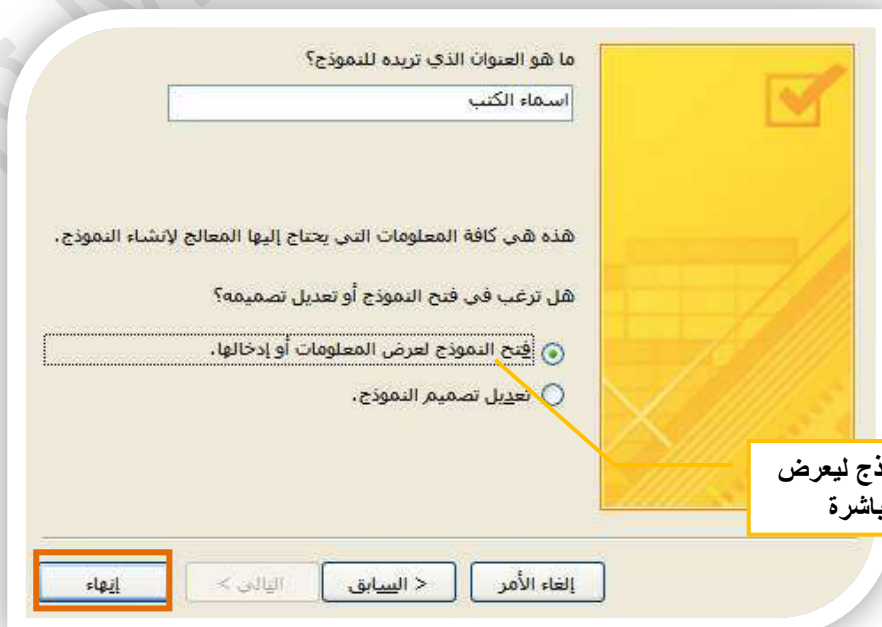 ما هو العنوان الذي تريده للنموذج؟
اسماء الكتب
هذه هي كافة المعلومات التي يحتاج إليها المعالج لإنشاء النموذج.
هل ترغب في فتح النموذج أو تعديل تصميمه؟
فتح النموذج لعرض المعلومات أو إدخالها.
تعديل تصميم النموذج.
ليعرض
إلغاء الأمر
< السابق
التالي >
إنهاء